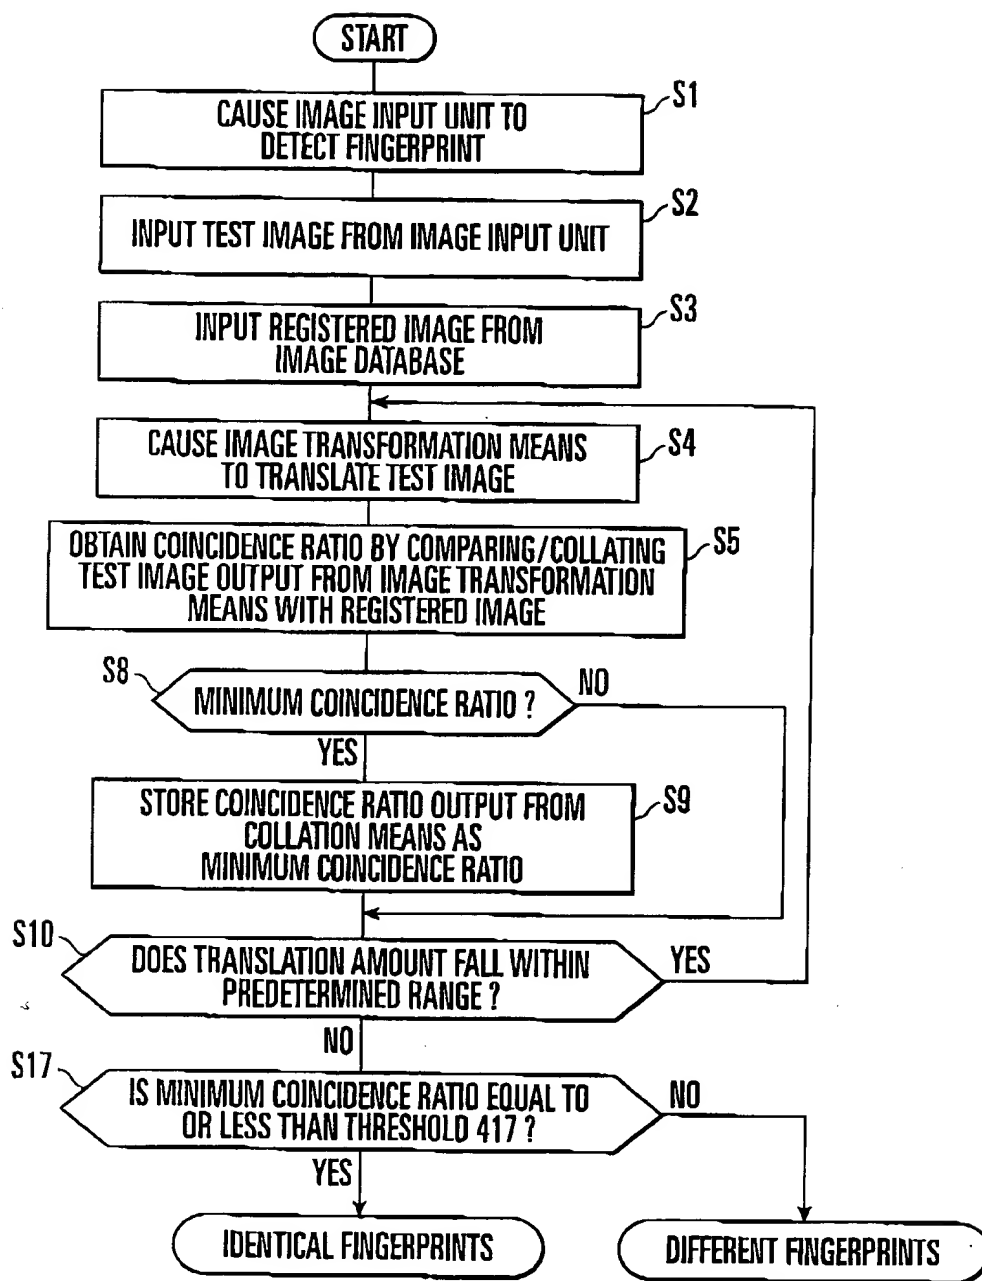 START
S1
CAUSE IMAGE INPUT UNIT TO
DETECT FINGERPRINT
S2
INPUT TEST IMAGE FROM IMAGE INPUT UNIT
S3
INPUT REGISTERED IMAGE FROM
IMAGE DATABASE
S4
CAUSE IMAGE TRANSFORMATION MEANS
TO TRANSLATE TEST IMAGE
S5
OBTAIN COINCIDENCE RATIO BY COMPARING/COLLATING
TEST IMAGE OUTPUT FROM IMAGE TRANSFORMATION
MEANS WITH REGISTERED IMAGE
S8
MINIMUM COINCIDENCE RATIO ?
NO
YES
S9
STORE COINCIDENCE RATIO OUTPUT FROM
COLLATION MEANS AS
MINIMUM COINCIDENCE RATIO
S10
DOES TRANSLATION AMOUNT FALL WITHIN
PREDETERMINED RANGE ?
YES
NO
S17
IS MINIMUM COINCIDENCE RATIO EQUAL TO
OR LESS THAN THRESHOLD 417 ?
NO
YES
IDENTICAL FINGERPRINTS
DIFFERENT FINGERPRINTS